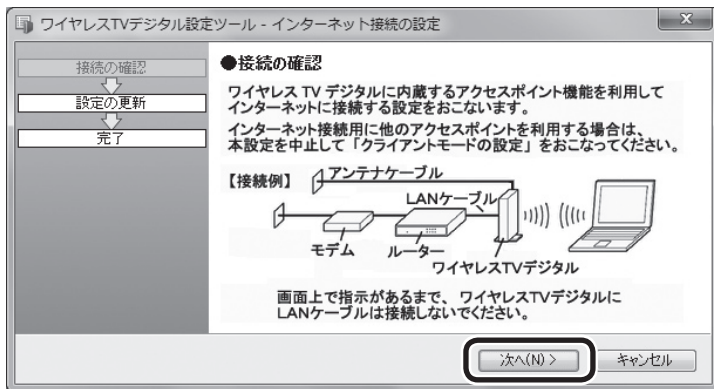 ワイヤレスTVデジタル設定ツール - インターネット接続の設定
接続の確認
設定の更新
完了
●接続の確認
ワイヤレス TV デジタルに内蔵するアクセスポイント機能を利用して
インターネットに接続する設定をおこないます。
インターネット接続用に他のアクセスポイントを利用する場合は、
本設定を中止して「クライアントモードの設定」をおこなってください。
【接続例】
アンテナケーブル
LANケーブル
モデム
ルーター
ワイヤレスTVデジタル
画面上で指示があるまで、ワイヤレスTVデジタルに
LANケーブルは接続しないでください。
次へ(N) >
キャンセル